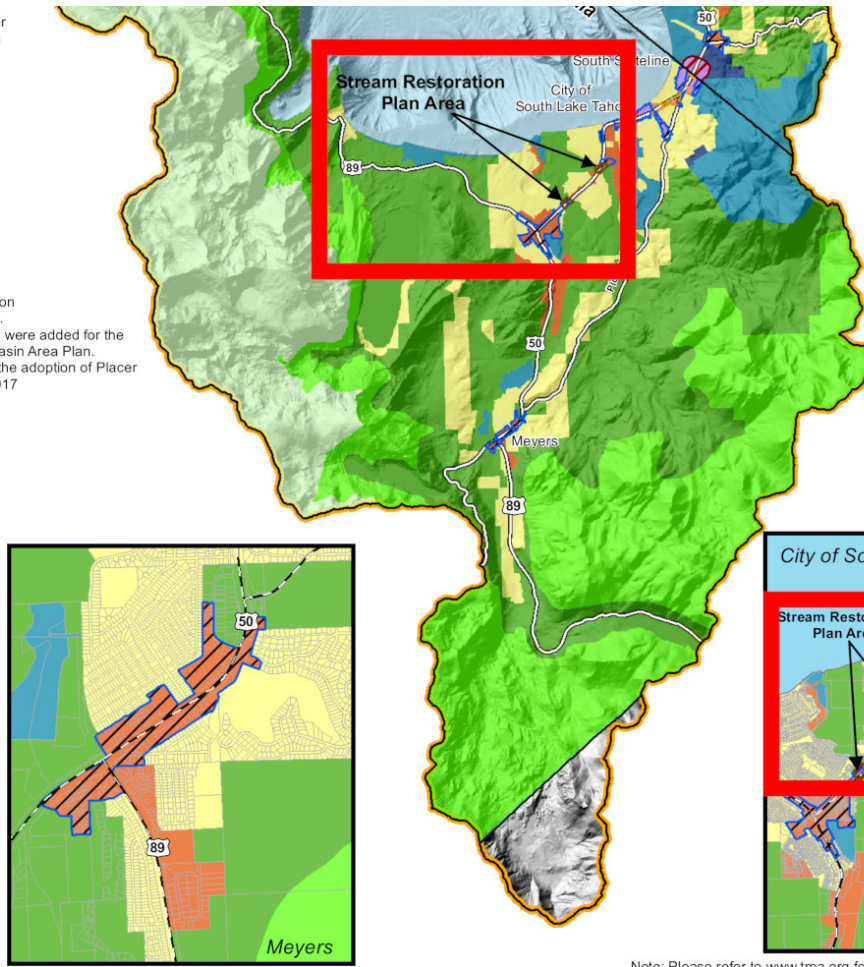 50
South Stateline
Stream Restoration
Plan Area
City of
South Lake Tahoe
89
on
were added for the
asin Area Plan.
the adoption of Placer
017
50
Meyers
89
City of So
Stream Resto
Plan Are
50
89
Meyers
Note: Please refer to www.trpa.org fo